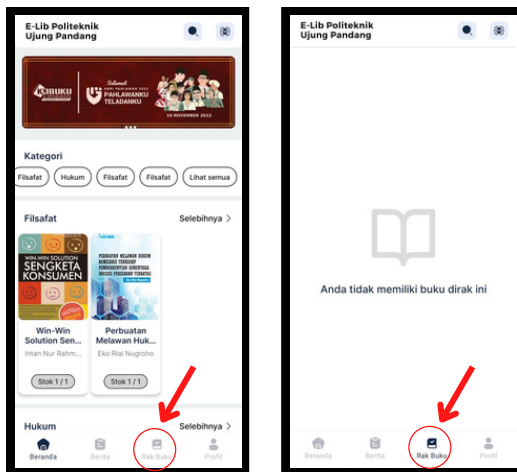 E-Lib Politeknik
Ujung Pandang
KOBUKU
Selamat
HARI PAHLAWAN 2022
PAHLAWANKU
TELADANKU
10 NOVEMBER 2022
Kategori
Filsafat
Hukum
Filsafat
Filsafat
Lihat semua
Filsafat
Selebihnya >
WIN-WIN SOLUTION
SENGKETA
KONSUMEN
PERBUATAN MELAWAN HUKUM
Win-Win
Solution Sen...
Intan Nur Rahm...
Stok 1 / 1
Perbuatan
Melawan Huk...
Eko Rial Nugroho
Stok 1 / 1
Hukum
Selebihnya >
Beranda
Berita
Rak Buku
Profil
E-Lib Politeknik
Ujung Pandang
Anda tidak memiliki buku dirak ini
Beranda
Berita
Rak Buku
Profil